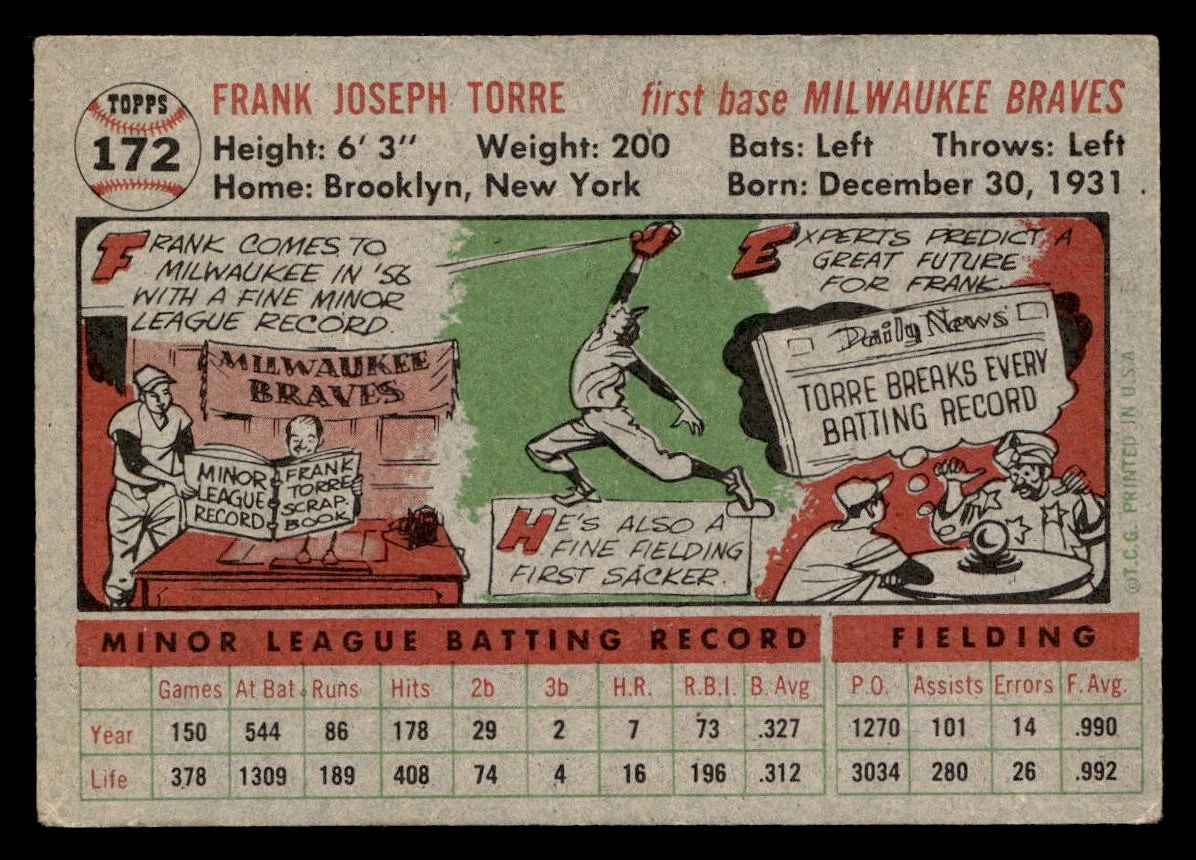 TOPPS
172
FRANK JOSEPH TORRE first base MILWAUKEE BRAVES
Height: 6' 3" Weight: 200 Bats: Left Throws: Left
Home: Brooklyn, New York Born: December 30, 1931
FRANK COMES TO
MILWAUKEE IN '56
WITH A FINE MINOR
LEAGUE RECORD.
MILWAUKEE
BRAVES
MINOR
LEAGUE
RECORD
FRANK
TORRE
SCRAP
BOOK
HE'S ALSO A
FINE FIELDING
FIRST SACKER.
EXPERTS PREDICT A
GREAT FUTURE
FOR FRANK.
Daily News
TORRE BREAKS EVERY
BATTING RECORD
©T.C.G. PRINTED IN U.S.A
MINOR LEAGUE BATTING RECORD FIELDING
Games At Bat Runs Hits 2b 3b H.R. R.B.I. B. Avg P.O. Assists Errors F. Avg.
Year 150 544 86 178 29 2 7 73 .327 1270 101 14 .990
Life 378 1309 189 408 74 4 16 196 .312 3034 280 26 .992